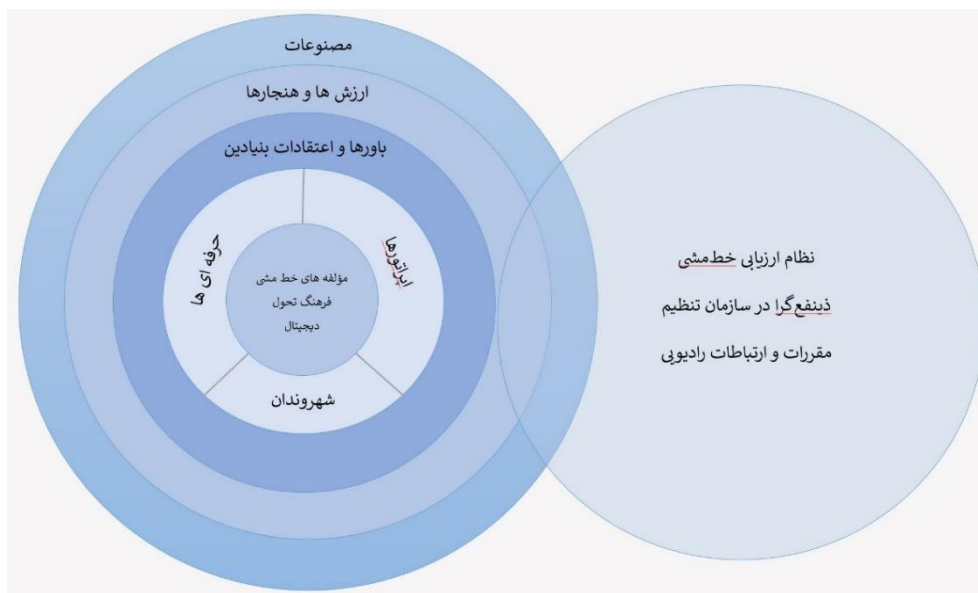 مصنوعات
ارزش ها و هنجارها
باورها و اعتقادات بنیادین
حرفه ای ها
اپراتورها
مؤلفه های خط مشی
فرهنگ تحول
دیجیتال
شهروندان
نظام ارزیابی خط‌مشی
ذینفع‌گرا در سازمان تنظیم
مقررات و ارتباطات رادیویی